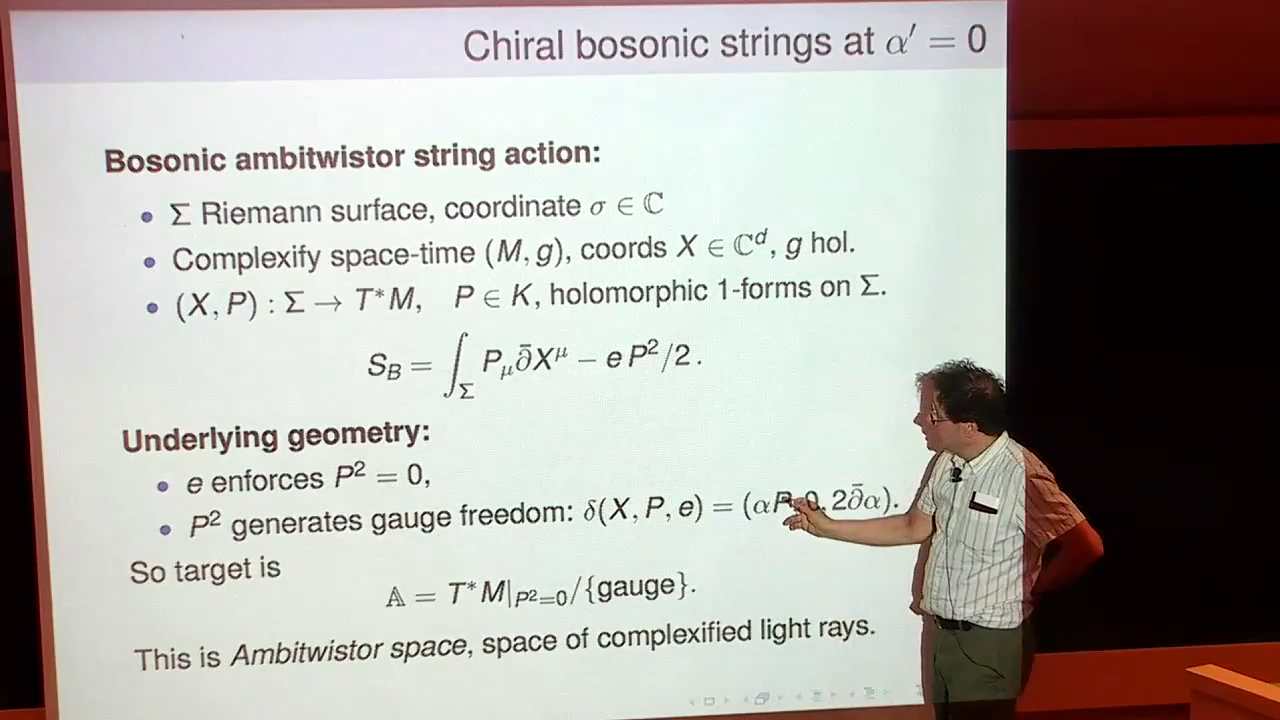 Chiral bosonic strings at α′ = 0
Bosonic ambitwistor string action:
• Σ Riemann surface, coordinate σ ∈ ℂ
• Complexify space-time (M, g), coords X ∈ ℂᵈ, g hol.
• (X, P) : Σ → T*M, P ∈ K, holomorphic 1-forms on Σ.
S_B = ∫_Σ P_μ ∂̄X^μ − e P²/2 .
Underlying geometry:
• e enforces P² = 0,
• P² generates gauge freedom: δ(X, P, e) = (αP, 0, 2∂̄α).
So target is
𝔸 = T*M|_{P²=0}/{gauge}.
This is Ambitwistor space, space of complexified light rays.